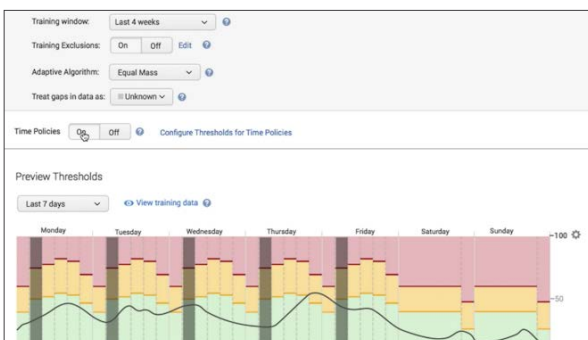 Training window: Last 4 weeks
Training Exclusions: On Off Edit
Adaptive Algorithm: Equal Mass
Treat gaps in data as: Unknown
Time Policies On Off Configure Thresholds for Time Policies
Preview Thresholds
Last 7 days View training data
Monday Tuesday Wednesday Thursday Friday Saturday Sunday
100
50